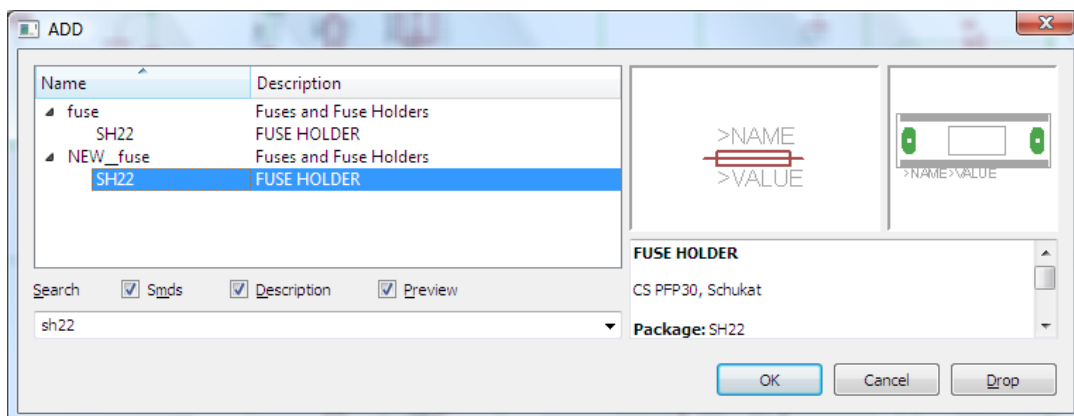 ADD
Name Description
fuse Fuses and Fuse Holders
SH22 FUSE HOLDER
NEW__fuse Fuses and Fuse Holders
SH22 FUSE HOLDER
Search Smds Description Preview
sh22
>NAME
>VALUE
>NAME>VALUE
FUSE HOLDER
CS PFP30, Schukat
Package: SH22
OK Cancel Drop